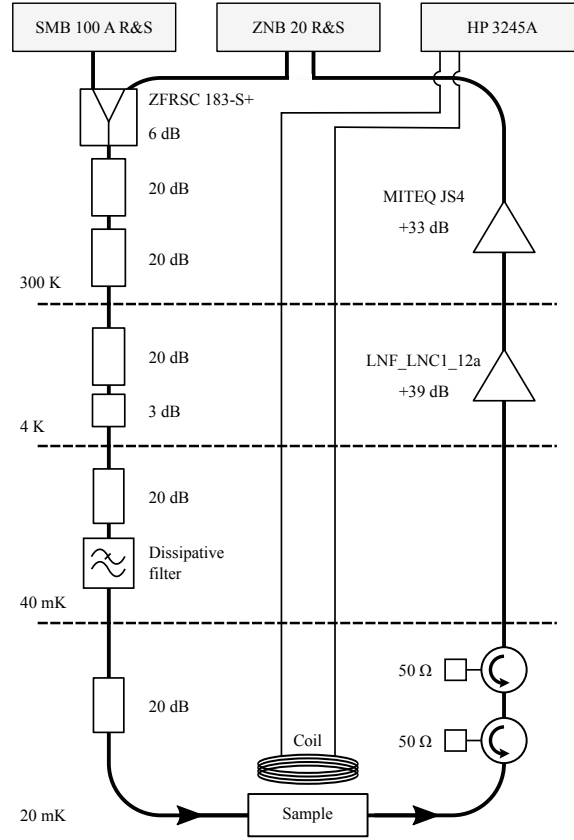 SMB 100 A R&S
ZNB 20 R&S
HP 3245A
ZFRSC 183-S+
6 dB
20 dB
MITEQ JS4
+33 dB
20 dB
300 K
20 dB
LNF_LNC1_12a
+39 dB
3 dB
4 K
20 dB
Dissipative
filter
40 mK
50 Ω
20 dB
Coil
50 Ω
20 mK
Sample